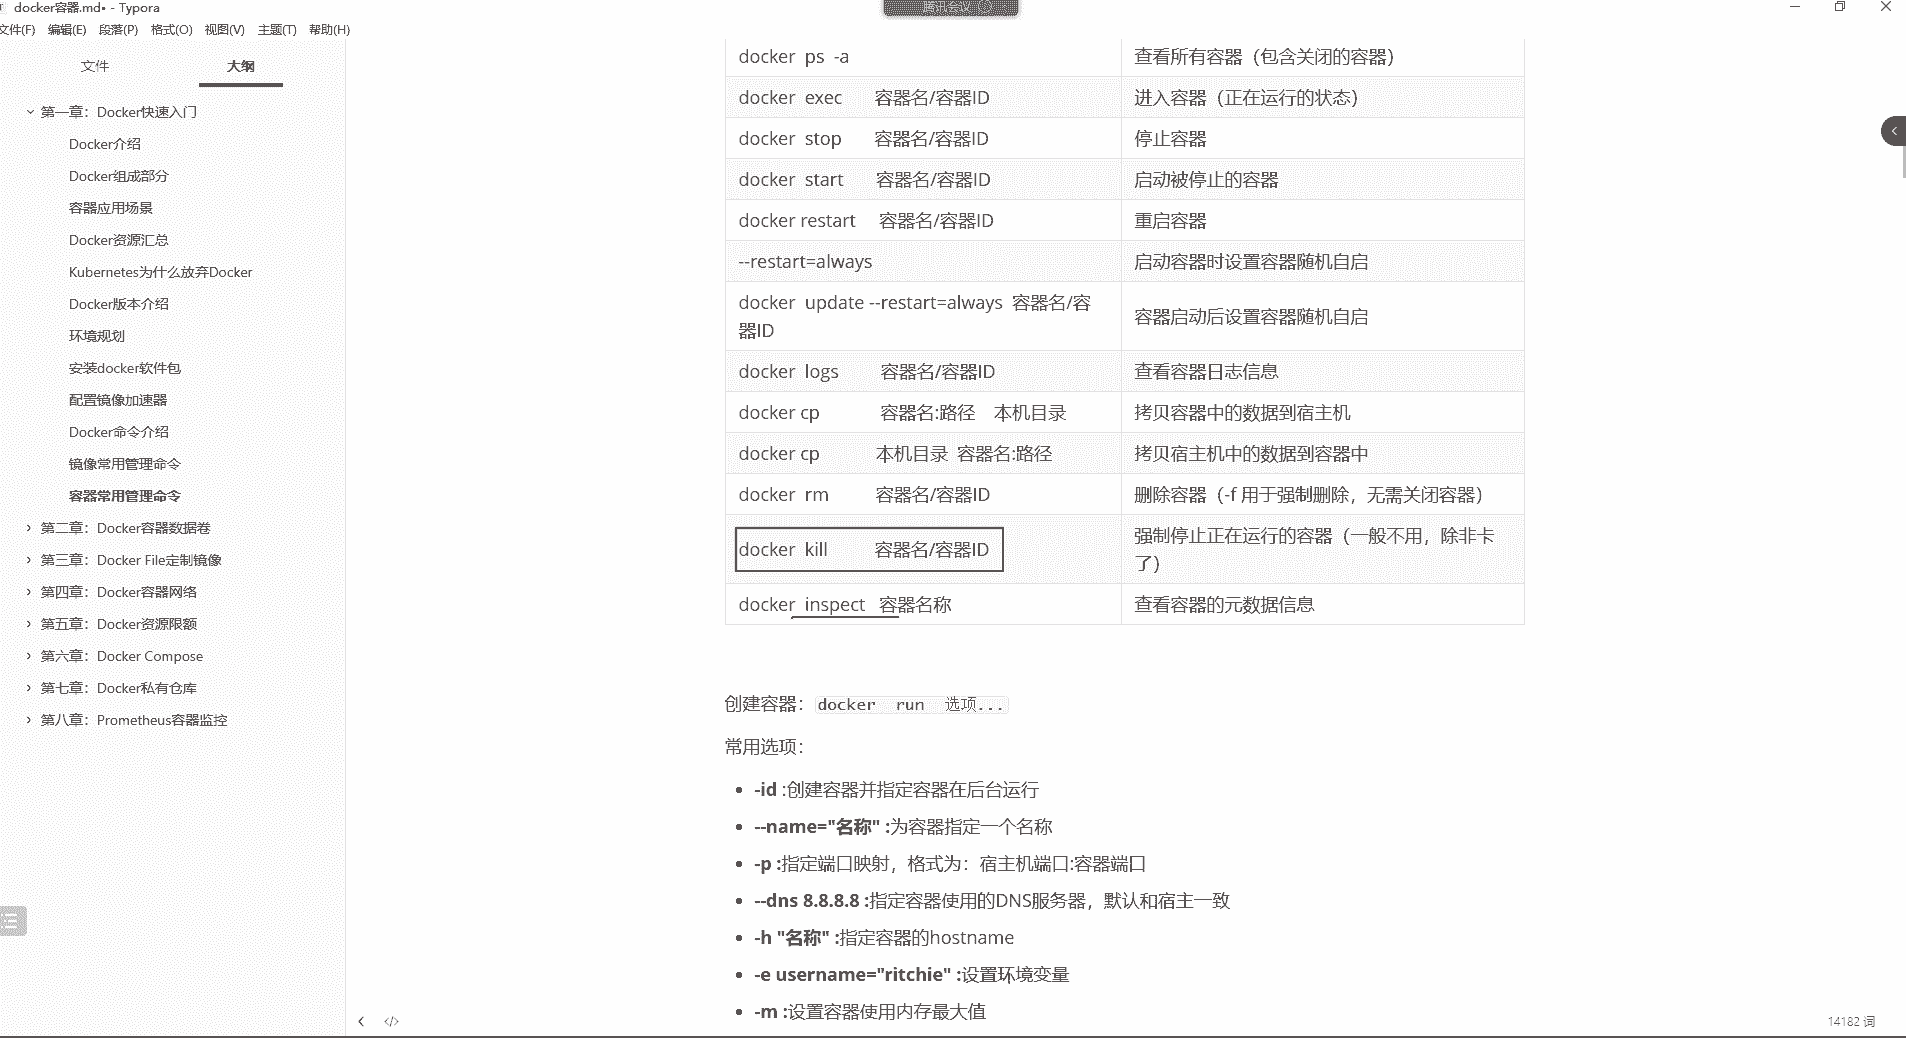 docker容器.md• - Typora
腾讯会议
文件(F) 编辑(E) 段落(P) 格式(O) 视图(V) 主题(T) 帮助(H)
文件 大纲
第一章：Docker快速入门
Docker介绍
Docker组成部分
容器应用场景
Docker资源汇总
Kubernetes为什么放弃Docker
Docker版本介绍
环境规划
安装docker软件包
配置镜像加速器
Docker命令介绍
镜像常用管理命令
容器常用管理命令
第二章：Docker容器数据卷
第三章：Docker File定制镜像
第四章：Docker容器网络
第五章：Docker资源限额
第六章：Docker Compose
第七章：Docker私有仓库
第八章：Prometheus容器监控
docker ps -a 查看所有容器（包含关闭的容器）
docker exec 容器名/容器ID 进入容器（正在运行的状态）
docker stop 容器名/容器ID 停止容器
docker start 容器名/容器ID 启动被停止的容器
docker restart 容器名/容器ID 重启容器
--restart=always 启动容器时设置容器随机自启
docker update --restart=always 容器名/容
器ID 容器启动后设置容器随机自启
docker logs 容器名/容器ID 查看容器日志信息
docker cp 容器名:路径 本机目录 拷贝容器中的数据到宿主机
docker cp 本机目录 容器名:路径 拷贝宿主机中的数据到容器中
docker rm 容器名/容器ID 删除容器（-f 用于强制删除，无需关闭容器）
docker kill 容器名/容器ID 强制停止正在运行的容器（一般不用，除非卡
了）
docker inspect 容器名称 查看容器的元数据信息
创建容器：docker run 选项...
常用选项：
-id :创建容器并指定容器在后台运行
--name="名称" :为容器指定一个名称
-p :指定端口映射，格式为：宿主机端口:容器端口
--dns 8.8.8.8 :指定容器使用的DNS服务器，默认和宿主一致
-h "名称" :指定容器的hostname
-e username="ritchie" :设置环境变量
-m :设置容器使用内存最大值
14182 词